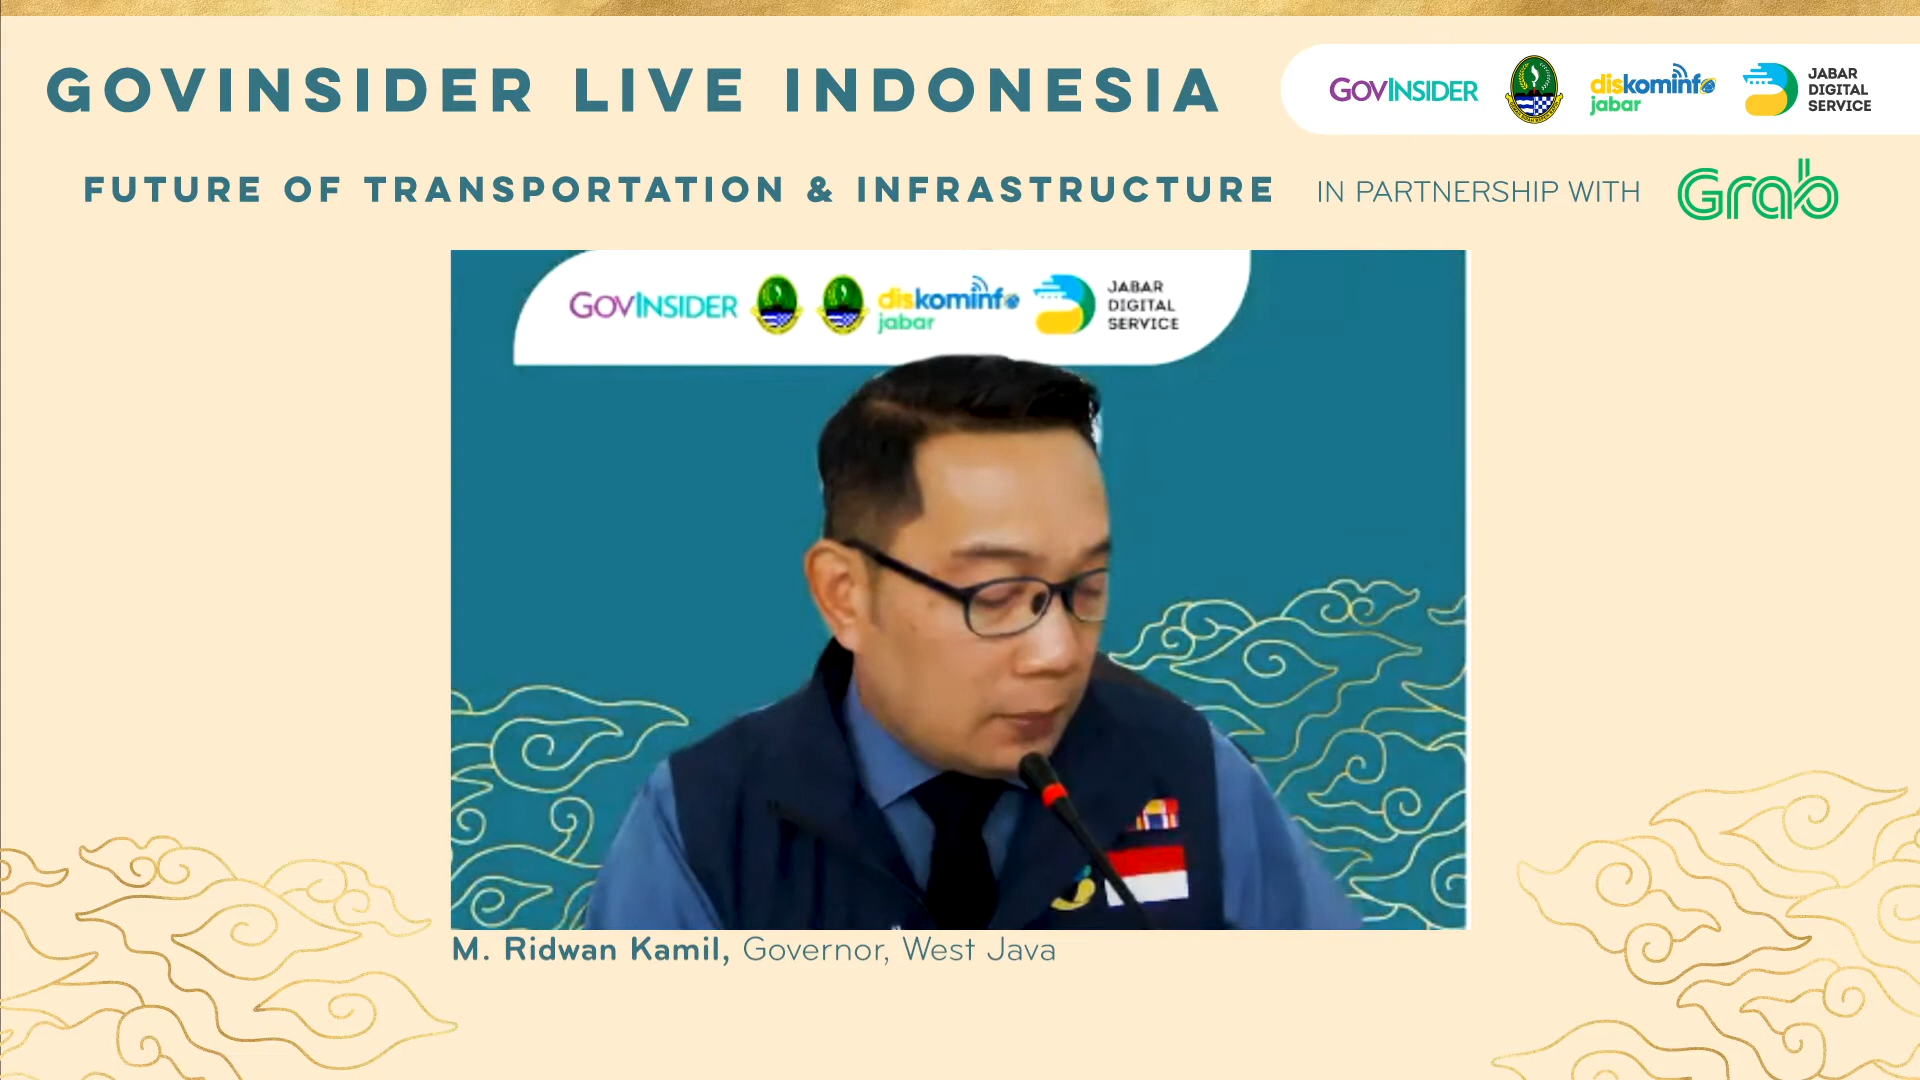 GOVINSIDER LIVE INDONESIA
GOVINSIDER
diskominfo
jabar
JABAR
DIGITAL
SERVICE
FUTURE OF TRANSPORTATION & INFRASTRUCTURE
IN PARTNERSHIP WITH
Grab
GOVINSIDER
diskominfo
jabar
JABAR
DIGITAL
SERVICE
M. Ridwan Kamil, Governor, West Java